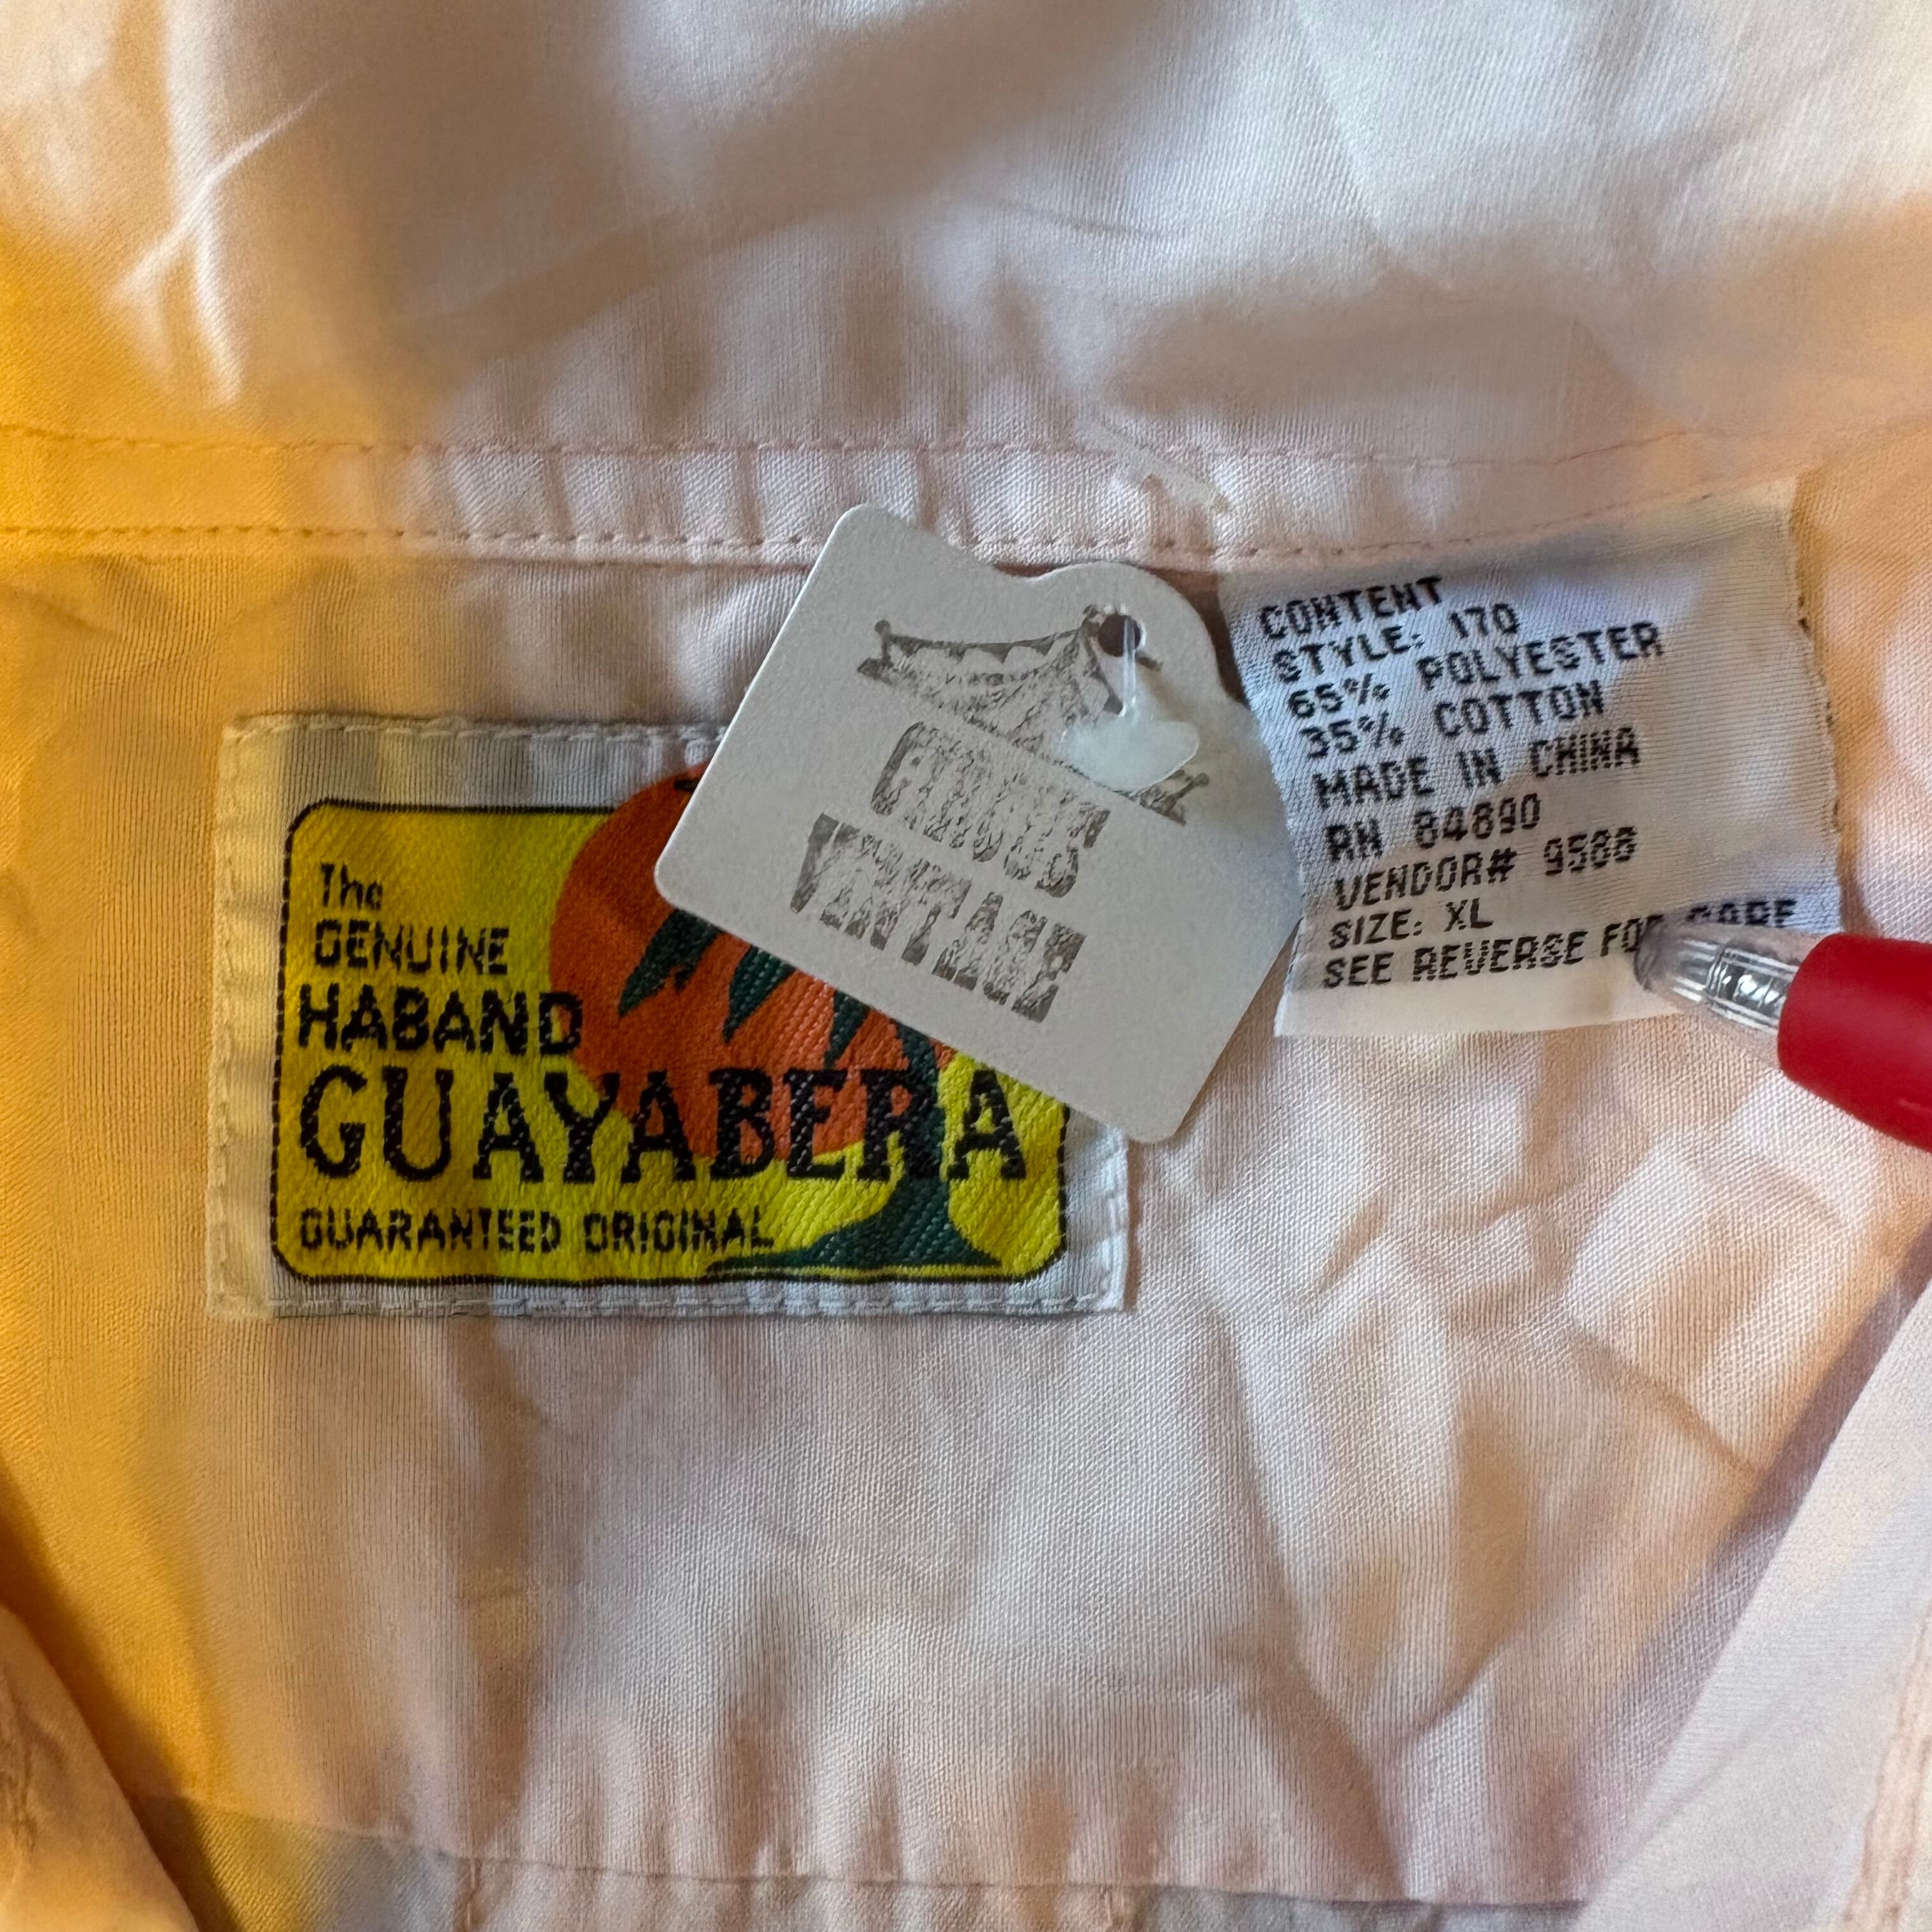 The
GENUINE
HABAND
GUAYABERA
GUARANTEED ORIGINAL
VINTAGE
CONTENT
STYLE: 170
65% POLYESTER
35% COTTON
MADE IN CHINA
RN 84890
VENDOR# 9588
SIZE: XL
SEE REVERSE FOR CARE